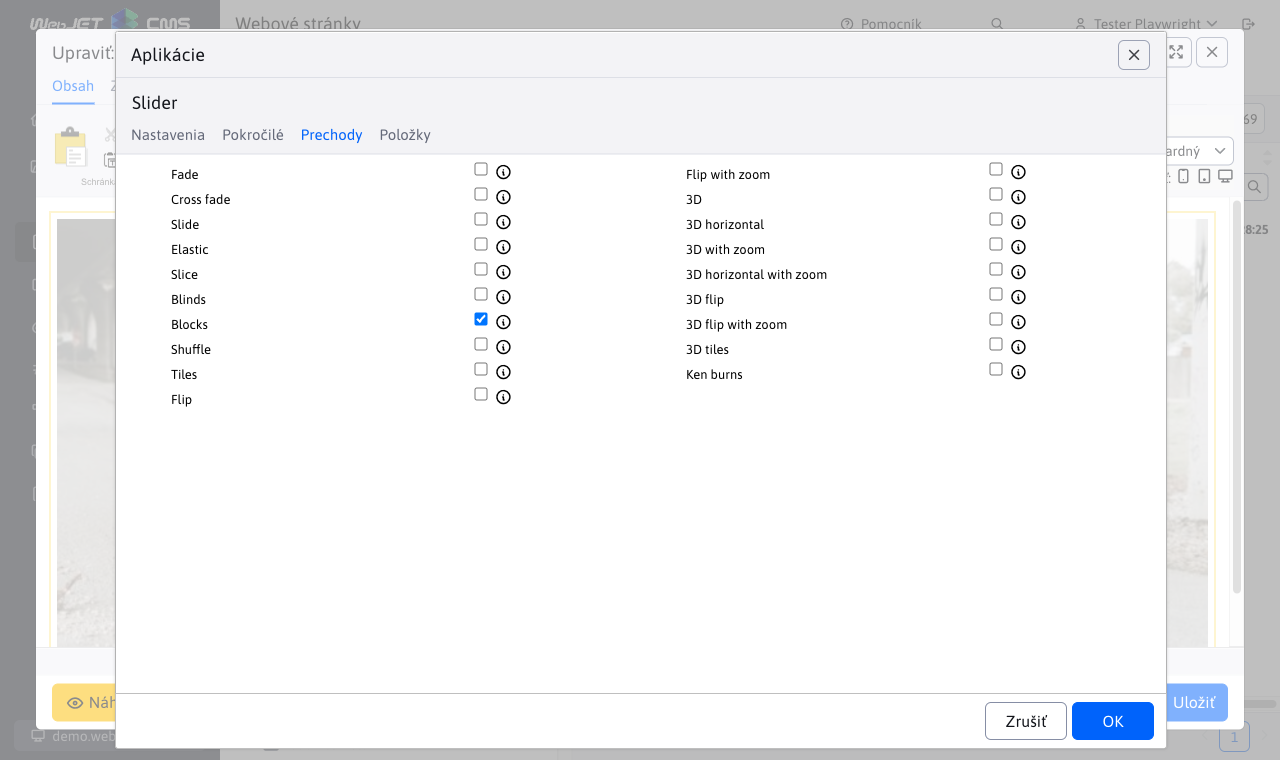 WebJET CMS
Webové stránky
Pomocník
Tester Playwright
Upraviť:
Aplikácie
Obsah
Slider
Nastavenia Pokročilé Prechody Položky
69
Schránka
Fade
Cross fade
Slide
Elastic
Slice
Blinds
Blocks
Shuffle
Tiles
Flip
Flip with zoom
3D
3D horizontal
3D with zoom
3D horizontal with zoom
3D flip
3D flip with zoom
3D tiles
Ken burns
8:25
Zrušiť OK
Uložiť
demo.web
1